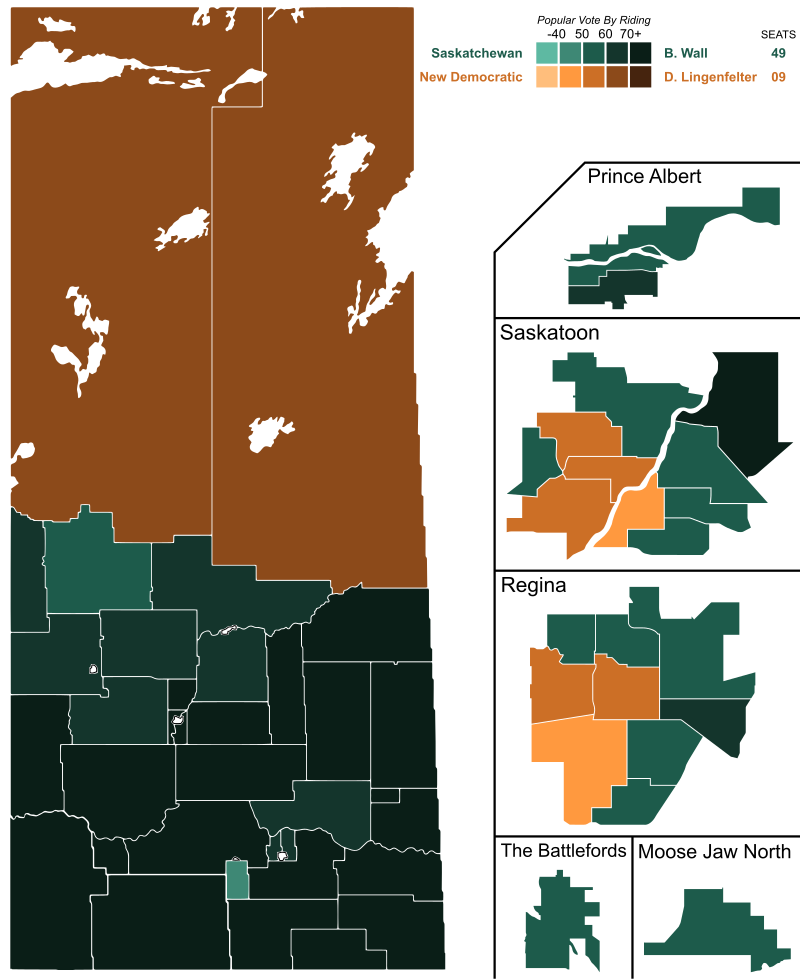 Popular Vote By Riding
-40 50 60 70+ SEATS
Saskatchewan B. Wall 49
New Democratic D. Lingenfelter 09
Prince Albert
Saskatoon
Regina
The Battlefords
Moose Jaw North